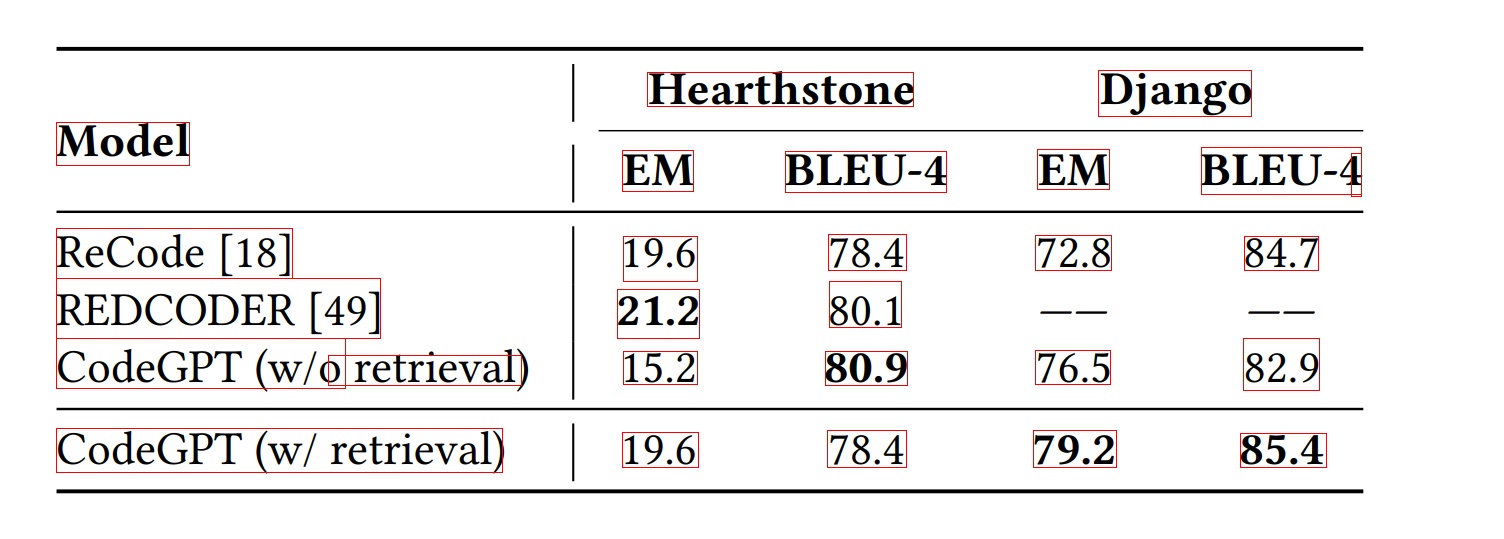 Hearthstone Django
Model
EM BLEU-4 EM BLEU-4
ReCode [18] 19.6 78.4 72.8 84.7
REDCODER [49] 21.2 80.1 —— ——
CodeGPT (w/o retrieval) 15.2 80.9 76.5 82.9
CodeGPT (w/ retrieval) 19.6 78.4 79.2 85.4